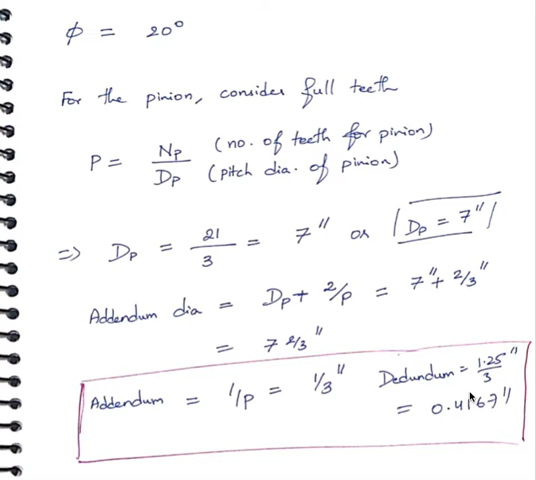 φ = 20°
For the pinion, consider full teeth
P = Np/Dp (no. of teeth for pinion) (pitch dia. of pinion)
=> Dp = 21/3 = 7" or |Dp = 7"|
Addendum dia = Dp + 2/p = 7" + 2/3"
= 7 2/3"
Addendum = 1/p = 1/3" Dedundum = 1.25/3"
= 0.4167"